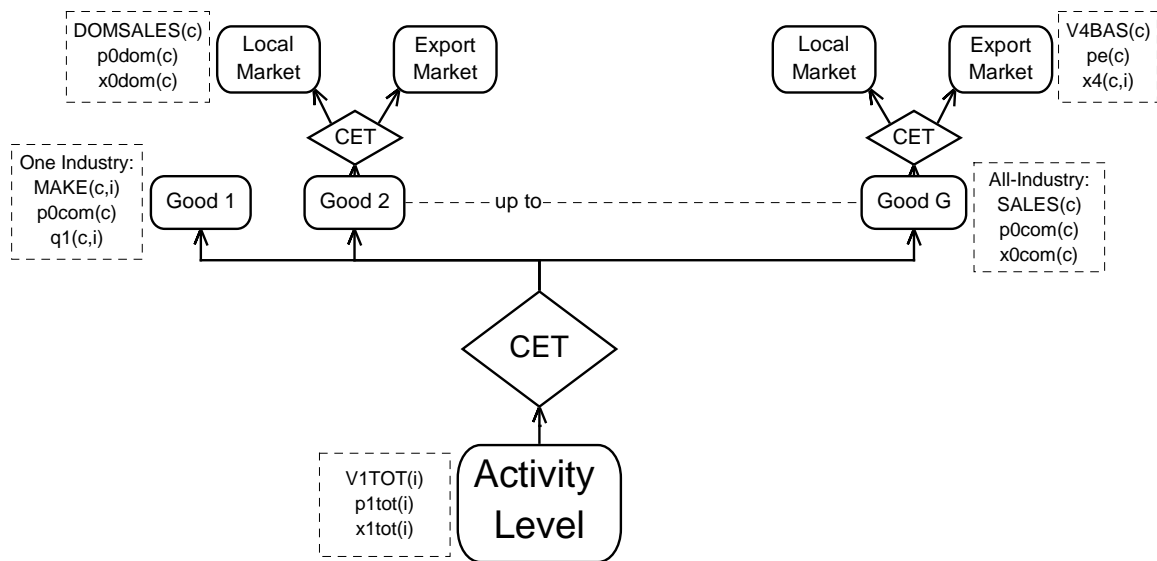 DOMSALES(c)
p0dom(c)
x0dom(c)
Local
Market
Export
Market
Local
Market
Export
Market
V4BAS(c)
pe(c)
x4(c,i)
CET
CET
One Industry:
MAKE(c,i)
p0com(c)
q1(c,i)
Good 1
Good 2
up to
Good G
All-Industry:
SALES(c)
p0com(c)
x0com(c)
CET
V1TOT(i)
p1tot(i)
x1tot(i)
Activity
Level